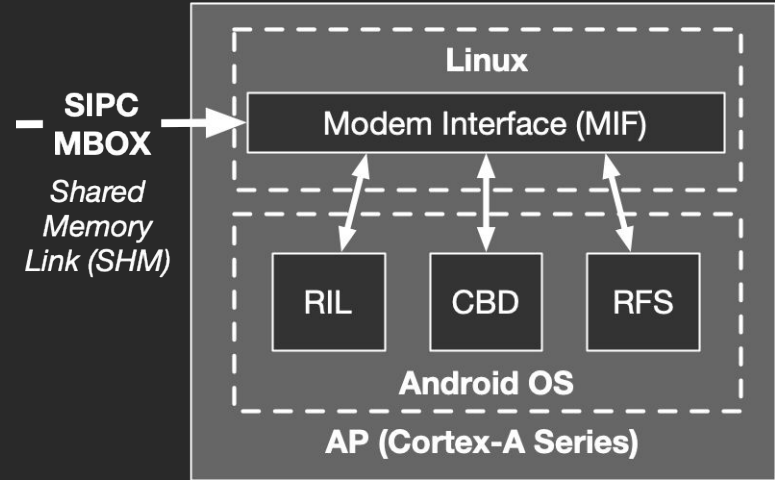 Linux
SIPC
MBOX
Modem Interface (MIF)
Shared
Memory
Link (SHM)
RIL
CBD
RFS
Android OS
AP (Cortex-A Series)